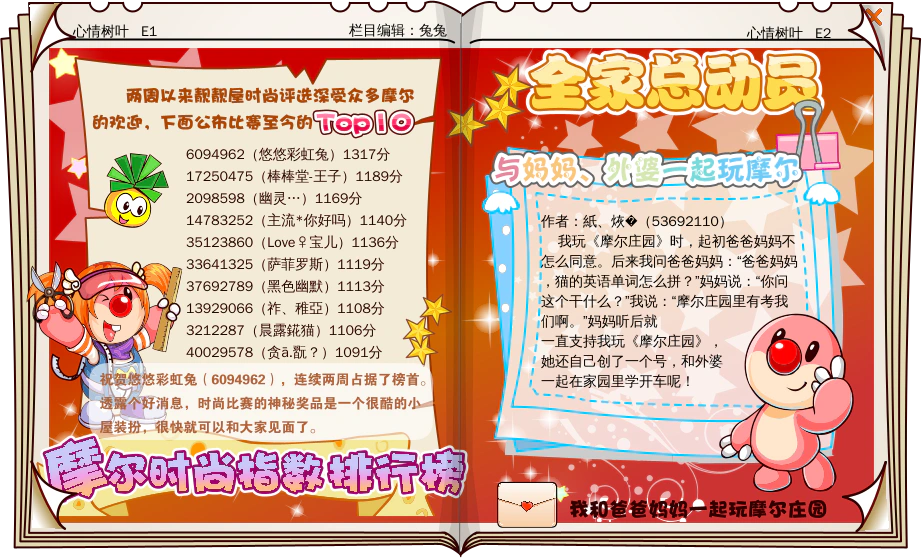 心情树叶 E1
栏目编辑：兔兔
两周以来靓靓屋时尚评选深受众多摩尔
的欢迎，下面公布比赛至今的Top10
6094962（悠悠彩虹兔）1317分
17250475（棒棒堂-王子）1189分
2098598（幽灵…）1169分
14783252（主流*你好吗）1140分
35123860（Love♀宝儿）1136分
33641325（萨菲罗斯）1119分
37692789（黑色幽默）1113分
13929066（祚、稚亞）1108分
3212287（晨露錵猫）1106分
40029578（贪ā.翫？）1091分
祝贺悠悠彩虹兔（6094962），连续两周占据了榜首。
透露个好消息，时尚比赛的神秘奖品是一个很酷的小
屋装扮，很快就可以和大家见面了。
摩尔时尚指数排行榜
心情树叶 E2
全家总动员
与妈妈、外婆一起玩摩尔
作者：紙、烣�（53692110）
我玩《摩尔庄园》时，起初爸爸妈妈不
怎么同意。后来我问爸爸妈妈：“爸爸妈妈
，猫的英语单词怎么拼？”妈妈说：“你问
这个干什么？”我说：“摩尔庄园里有考我
们啊。”妈妈听后就
一直支持我玩《摩尔庄园》，
她还自己创了一个号，和外婆
一起在家园里学开车呢！
我和爸爸妈妈一起玩摩尔庄园